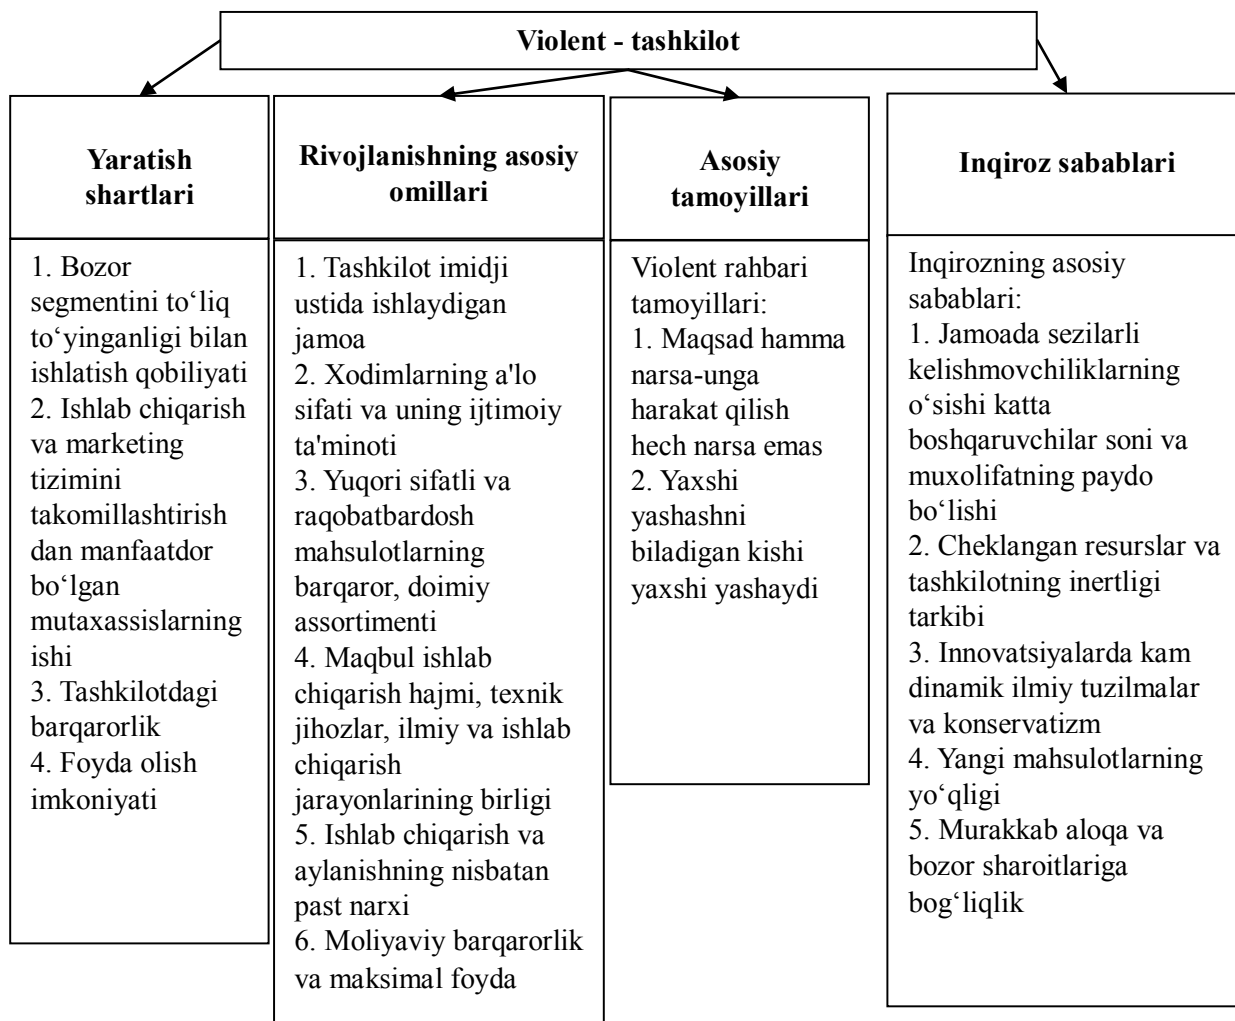 Violent - tashkilot
Yaratish
shartlari
1. Bozor
segmentini to‘liq
to‘yinganligi bilan
ishlatish qobiliyati
2. Ishlab chiqarish
va marketing
tizimini
takomillashtirish
dan manfaatdor
bo‘lgan
mutaxassislarning
ishi
3. Tashkilotdagi
barqarorlik
4. Foyda olish
imkoniyati
Rivojlanishning asosiy
omillari
1. Tashkilot imidji
ustida ishlaydigan
jamoa
2. Xodimlarning a'lo
sifati va uning ijtimoiy
ta'minoti
3. Yuqori sifatli va
raqobatbardosh
mahsulotlarning
barqaror, doimiy
assortimenti
4. Maqbul ishlab
chiqarish hajmi, texnik
jihozlar, ilmiy va ishlab
chiqarish
jarayonlarining birligi
5. Ishlab chiqarish va
aylanishning nisbatan
past narxi
6. Moliyaviy barqarorlik
va maksimal foyda
Asosiy
tamoyillari
Violent rahbari
tamoyillari:
1. Maqsad hamma
narsa-unga
harakat qilish
hech narsa emas
2. Yaxshi
yashashni
biladigan kishi
yaxshi yashaydi
Inqiroz sabablari
Inqirozning asosiy
sabablari:
1. Jamoada sezilarli
kelishmovchiliklarning
o‘sishi katta
boshqaruvchilar soni va
muxolifatning paydo
bo‘lishi
2. Cheklangan resurslar va
tashkilotning inertligi
tarkibi
3. Innovatsiyalarda kam
dinamik ilmiy tuzilmalar
va konservatizm
4. Yangi mahsulotlarning
yo‘qligi
5. Murakkab aloqa va
bozor sharoitlariga
bog‘liqlik